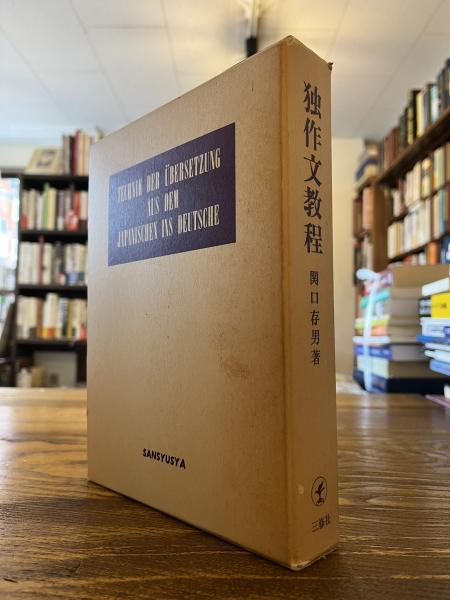 TECHNIK DER ÜBERSETZUNG
AUS DEM
JAPANISCHEN INS DEUTSCHE
SANSYUSYA
独作文教程
関口存男著
三修社